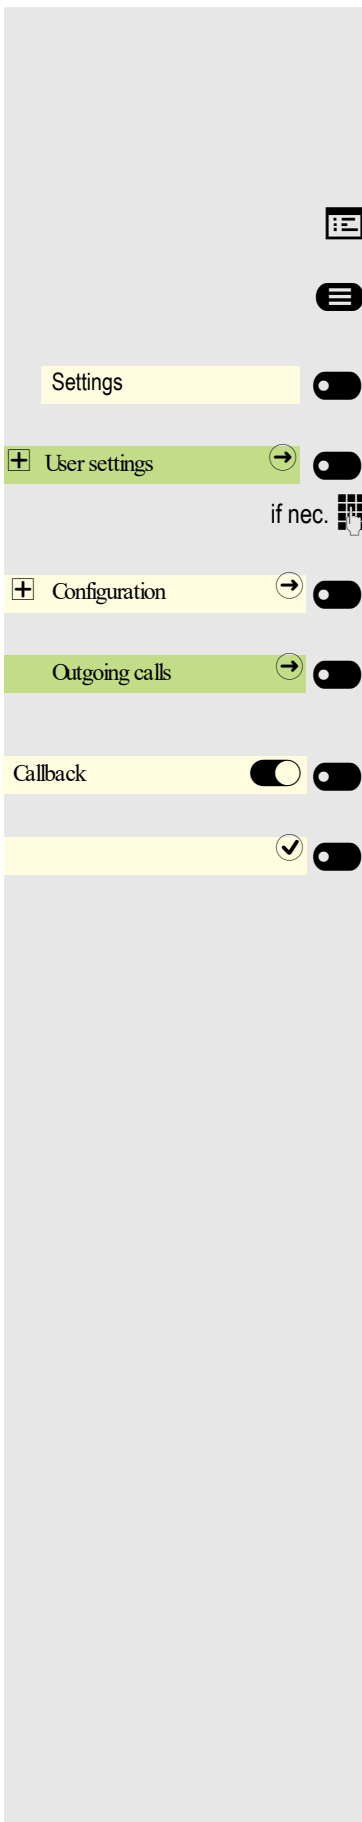 Settings
User settings
if nec.
Configuration
Outgoing calls
Callback